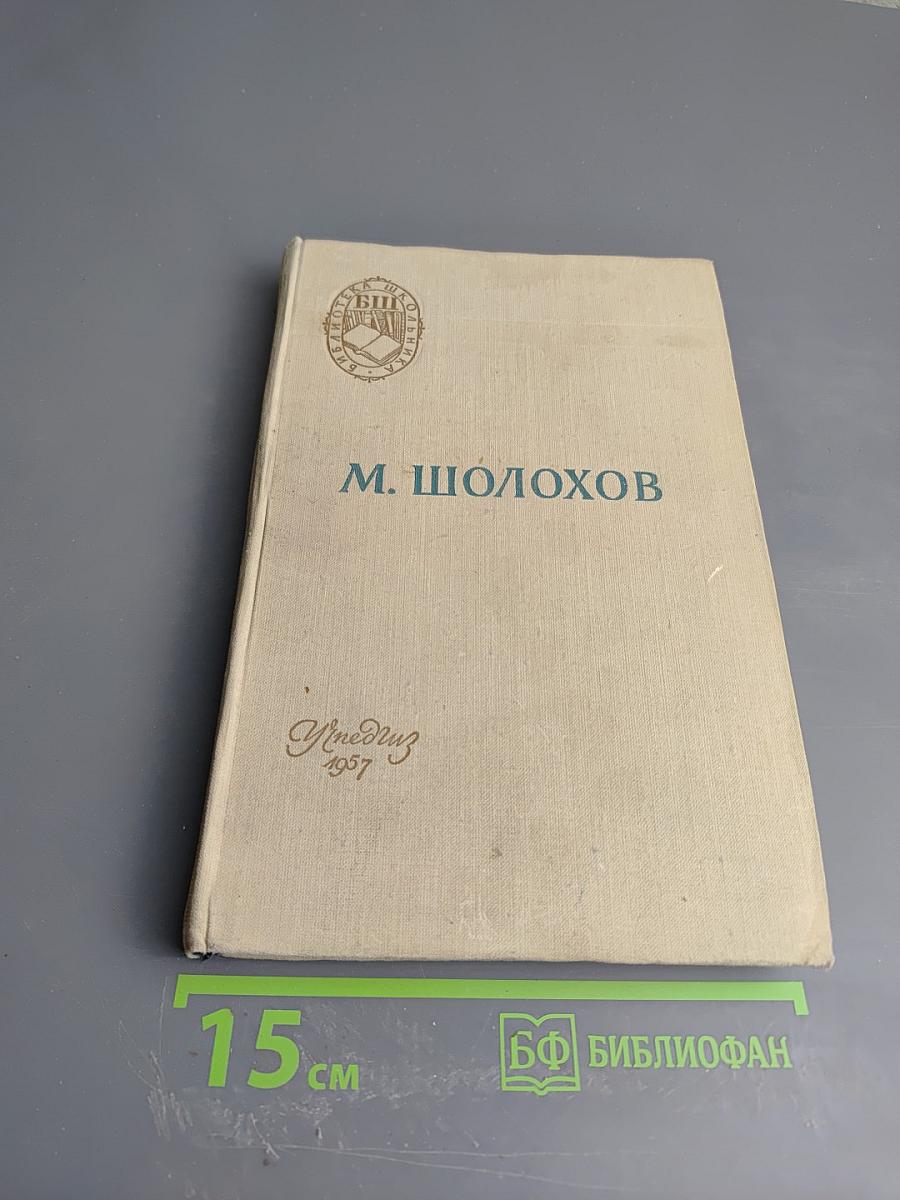 БИБЛИОТЕКА ШКОЛЬНИКА
БШ
М. ШОЛОХОВ
Учпедгиз
1957
15 см
БФ БИБЛИОФАН